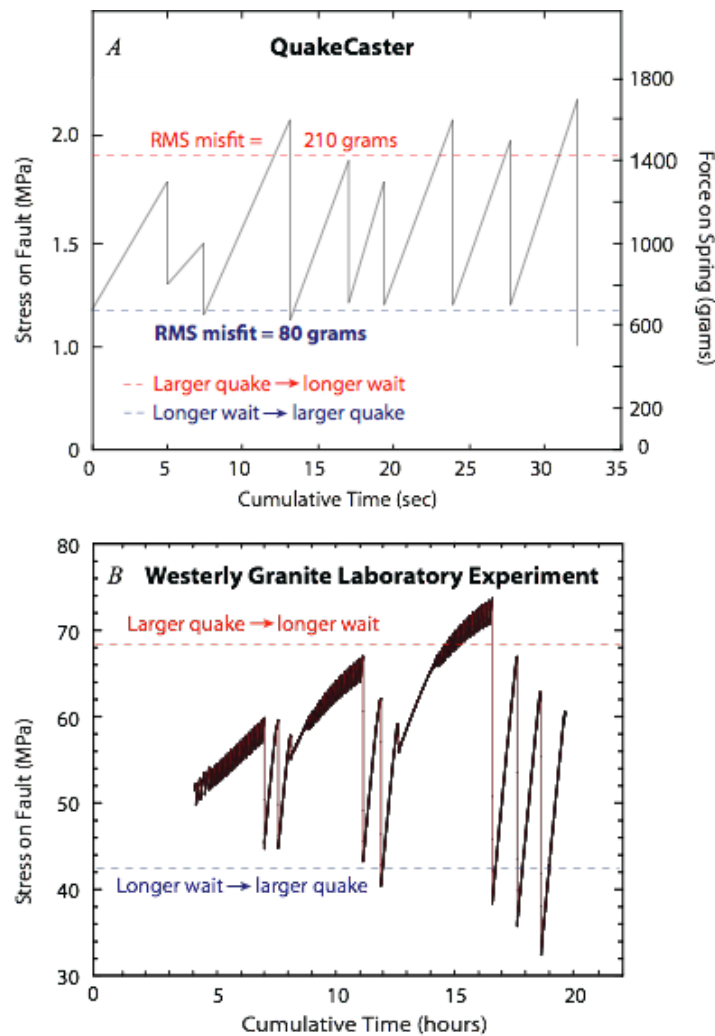 A QuakeCaster
Stress on Fault (MPa)
2.0
1.5
1.0
0
RMS misfit = 210 grams
RMS misfit = 80 grams
Larger quake → longer wait
Longer wait → larger quake
1800
1400
1000
600
200
0
Force on Spring (grams)
0 5 10 15 20 25 30 35
Cumulative Time (sec)
B Westerly Granite Laboratory Experiment
Stress on Fault (MPa)
80
70
60
50
40
30
Larger quake → longer wait
Longer wait → larger quake
0 5 10 15 20
Cumulative Time (hours)